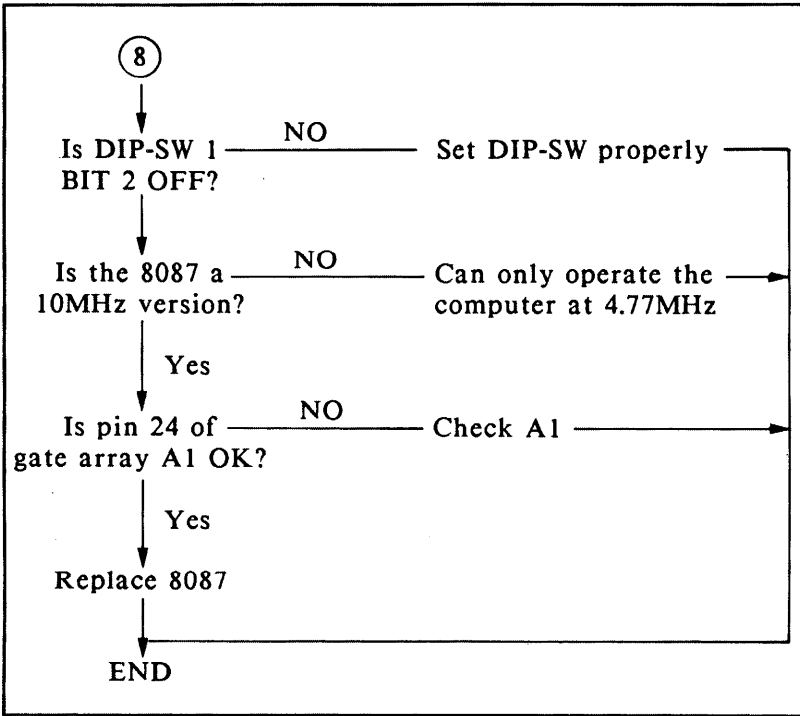 8
Is DIP-SW 1
BIT 2 OFF?
NO
Set DIP-SW properly
Is the 8087 a
10MHz version?
NO
Can only operate the
computer at 4.77MHz
Yes
Is pin 24 of
gate array A1 OK?
NO
Check A1
Yes
Replace 8087
END